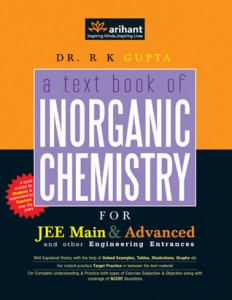 arihant
Inspiring Minds, Inspiring Lives
DR. R K GUPTA
a text book of
INORGANIC
CHEMISTRY
FOR
JEE Main & Advanced
and other Engineering Entrances
Well Explained theory with the help of Solved Examples, Tables, Illustrations, Graphs etc
For instant practice Target Practice in between the text material
For Complete Understanding & Practice both types of Exercise Subjective & Objective along with
coverage of NCERT Questions